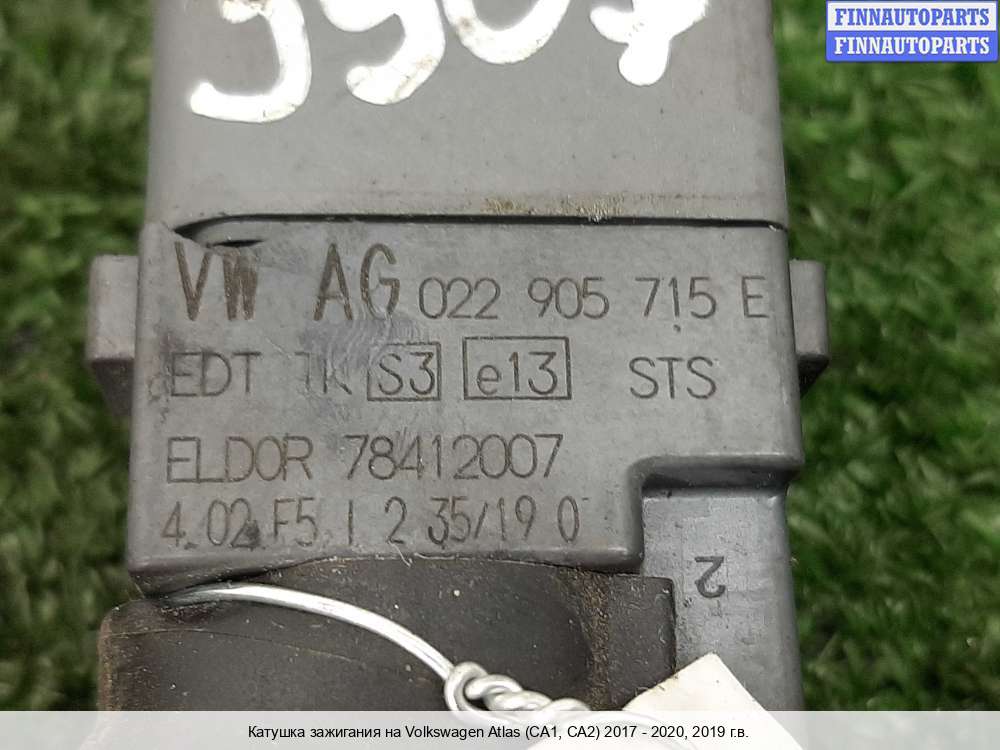 FINNAUTOPARTS
FINNAUTOPARTS
VW AG 022 905 715 E
EDT TK S3 e13 STS
ELDOR 78412007
4.02 F5 1 2 35/19 0
2
Катушка зажигания на Volkswagen Atlas (CA1, CA2) 2017 - 2020, 2019 г.в.